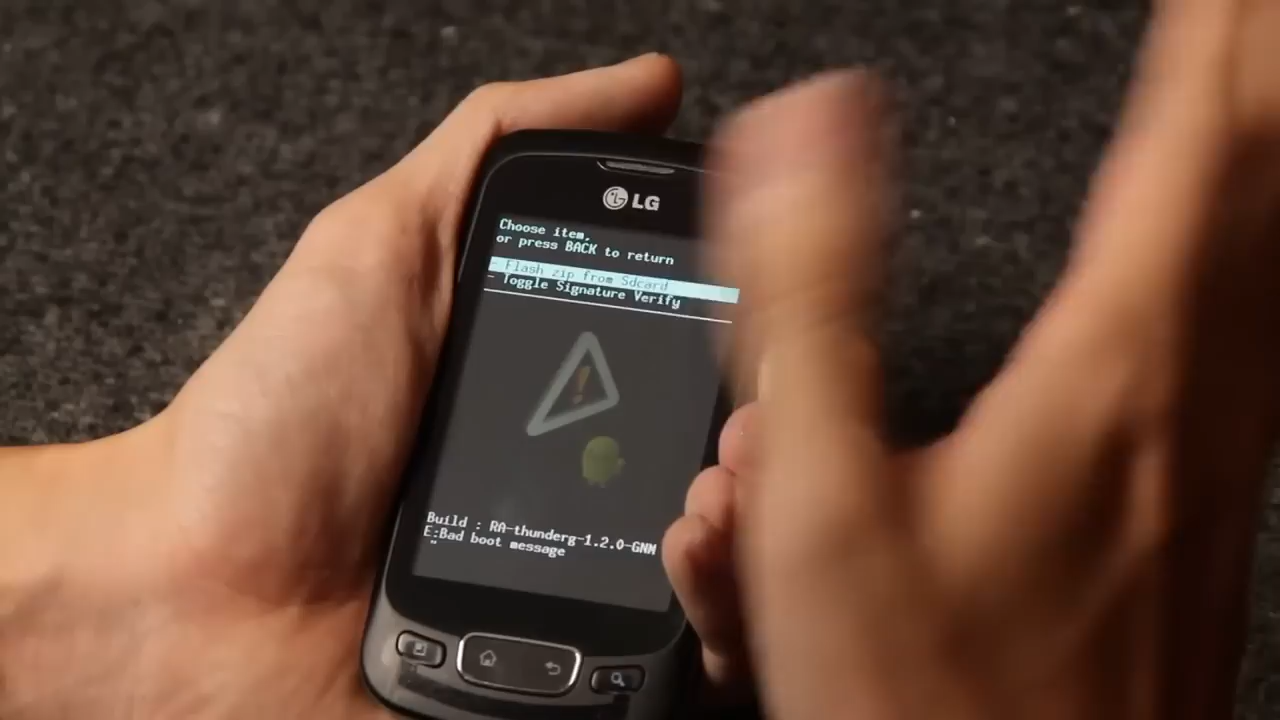 LG
Choose item,
or press BACK to return
- Flash zip from Sdcard
- Toggle Signature Verify
Build : RA-thunderg-1.2.0-GNM
E:Bad boot message
"